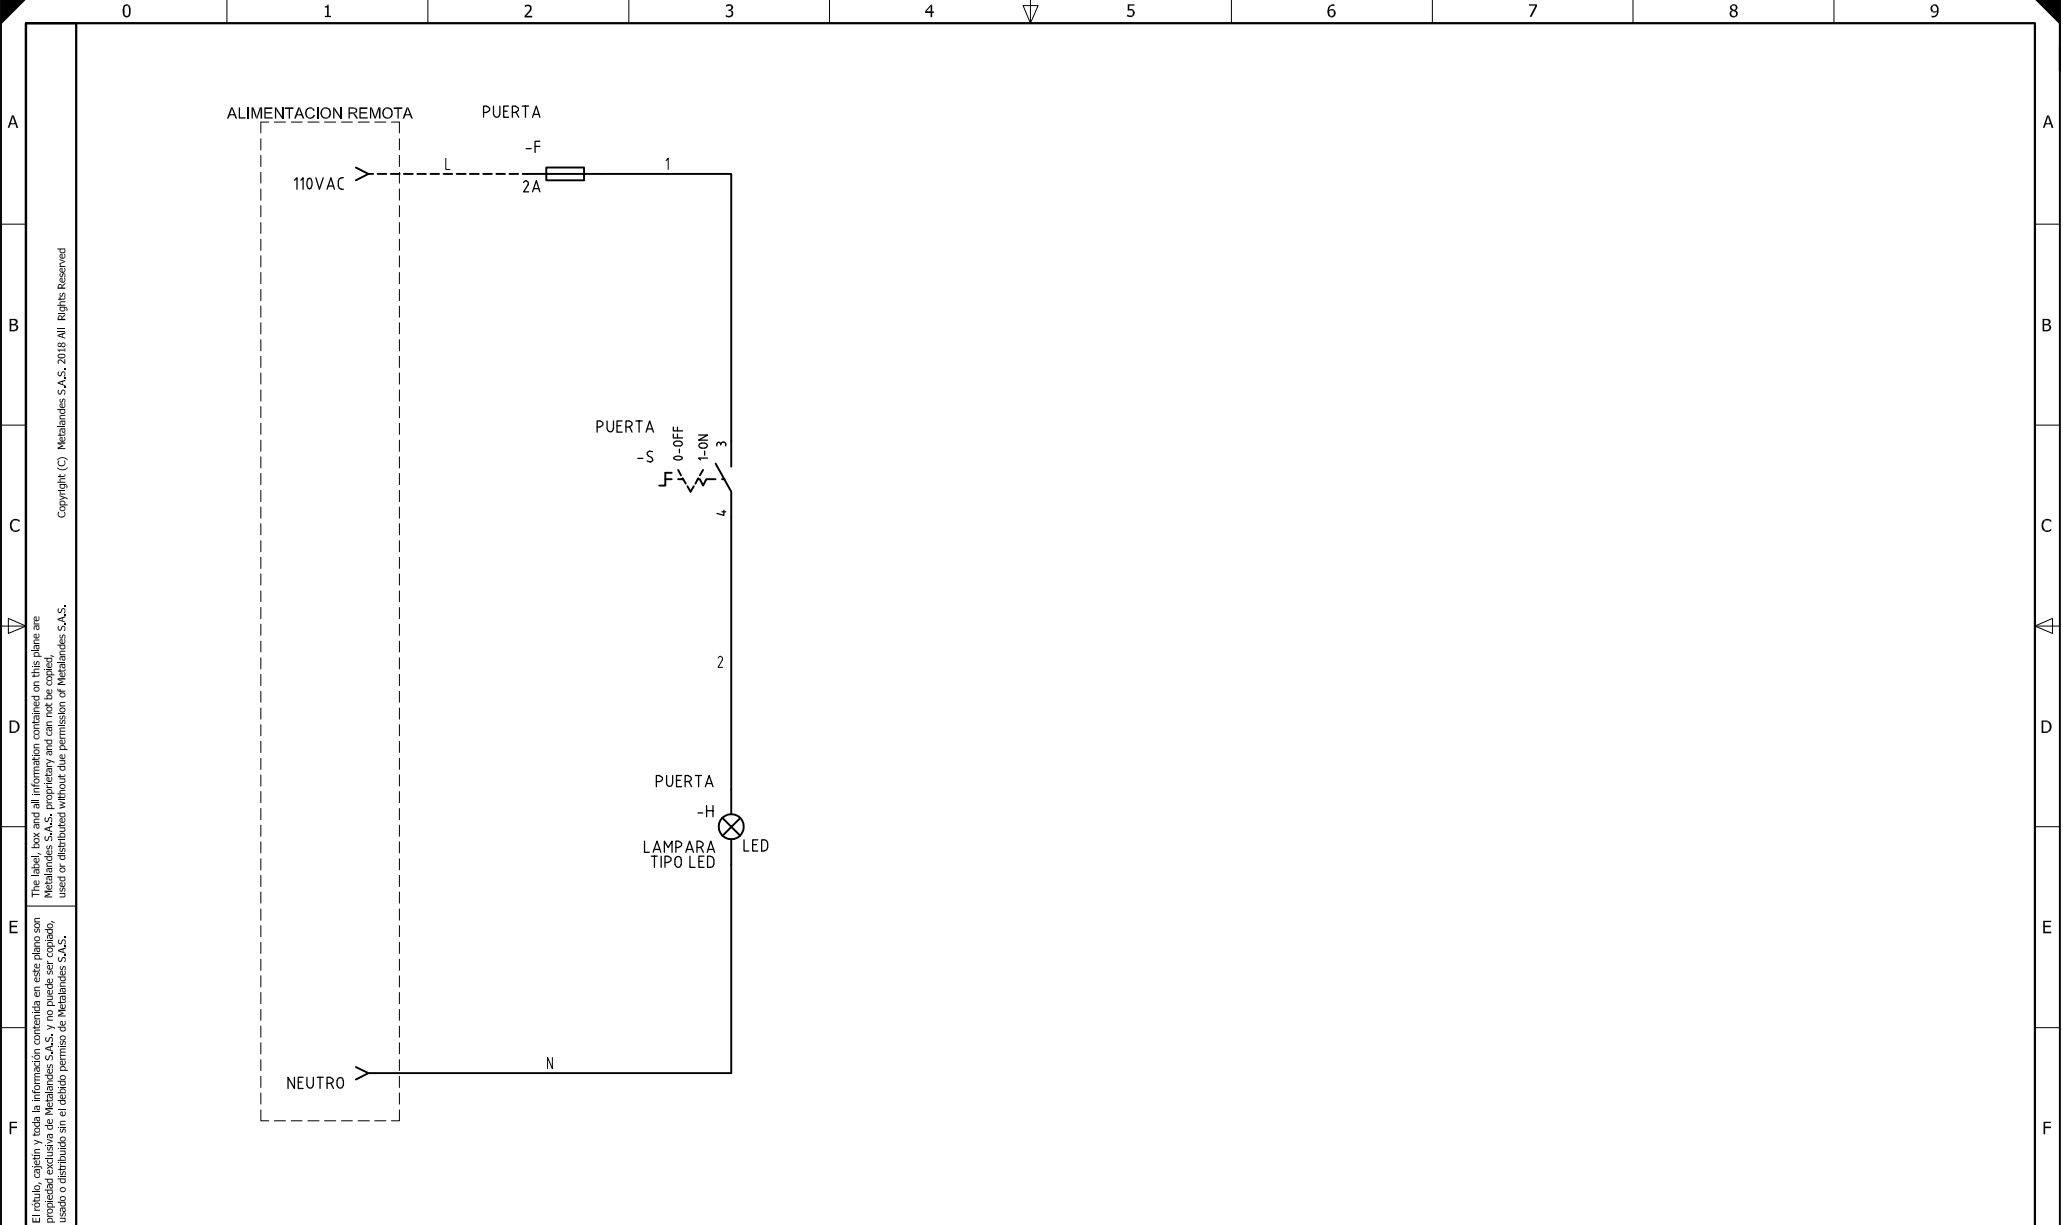 0 1 2 3 4 5 6 7 8 9
A A
ALIMENTACION REMOTA
PUERTA
-F
L
1
110VAC
2A
B B
Copyright (C) Metalandes S.A.S. 2018 All Rights Reserved
PUERTA
-S
0-OFF
1-ON
3
4
C C
The label, box and all information contained on this plane are
Metalandes S.A.S. proprietary and can not be copied,
used or distributed without due permission of Metalandes S.A.S.
2
D D
PUERTA
-H
LAMPARA
TIPO LED
LED
E E
El rótulo, cajetín y toda la información contenida en este plano son
propiedad exclusiva de Metalandes S.A.S. y no puede ser copiado,
usado o distribuido sin el debido permiso de Metalandes S.A.S.
N
NEUTRO
F F